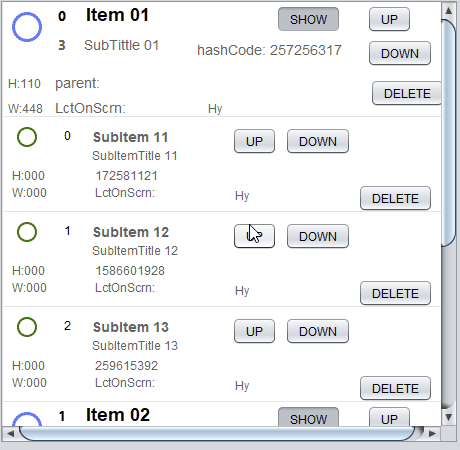 0 Item 01 SHOW UP
3 SubTittle 01 hashCode: 257256317 DOWN
H:110 parent: DELETE
W:448 LctOnScrn: Hy
0 SubItem 11 UP DOWN
SubItemTitle 11
H:000 172581121
W:000 LctOnScrn: Hy DELETE
1 SubItem 12 DOWN
SubItemTitle 12
H:000 1586601928
W:000 LctOnScrn: Hy DELETE
2 SubItem 13 UP DOWN
SubItemTitle 13
H:000 259615392
W:000 LctOnScrn: Hy DELETE
1 Item 02 SHOW UP